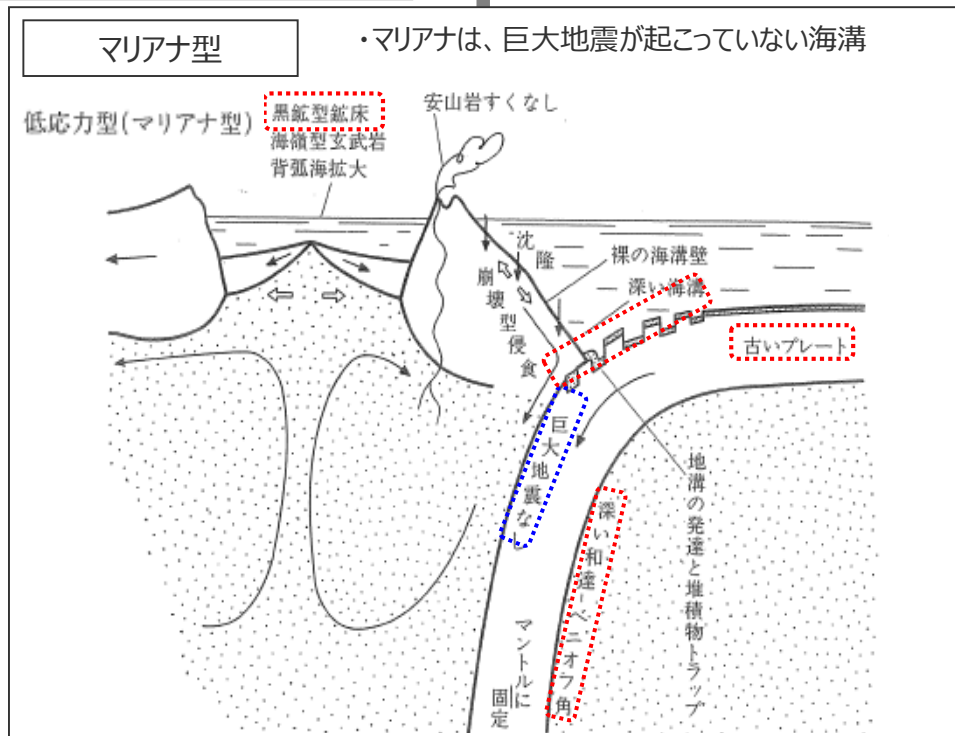 マリアナ型
・マリアナは、巨大地震が起こっていない海溝
低応力型(マリアナ型)
黒鉱型鉱床
海嶺型玄武岩
背弧海拡大
安山岩すくなし
沈隆
崩壊型侵食
裸の海溝壁
深い海溝
古いプレート
巨大地震なし
深い和達-ベニオフ角
地溝の発達と堆積物トラップ
マントルに
固定